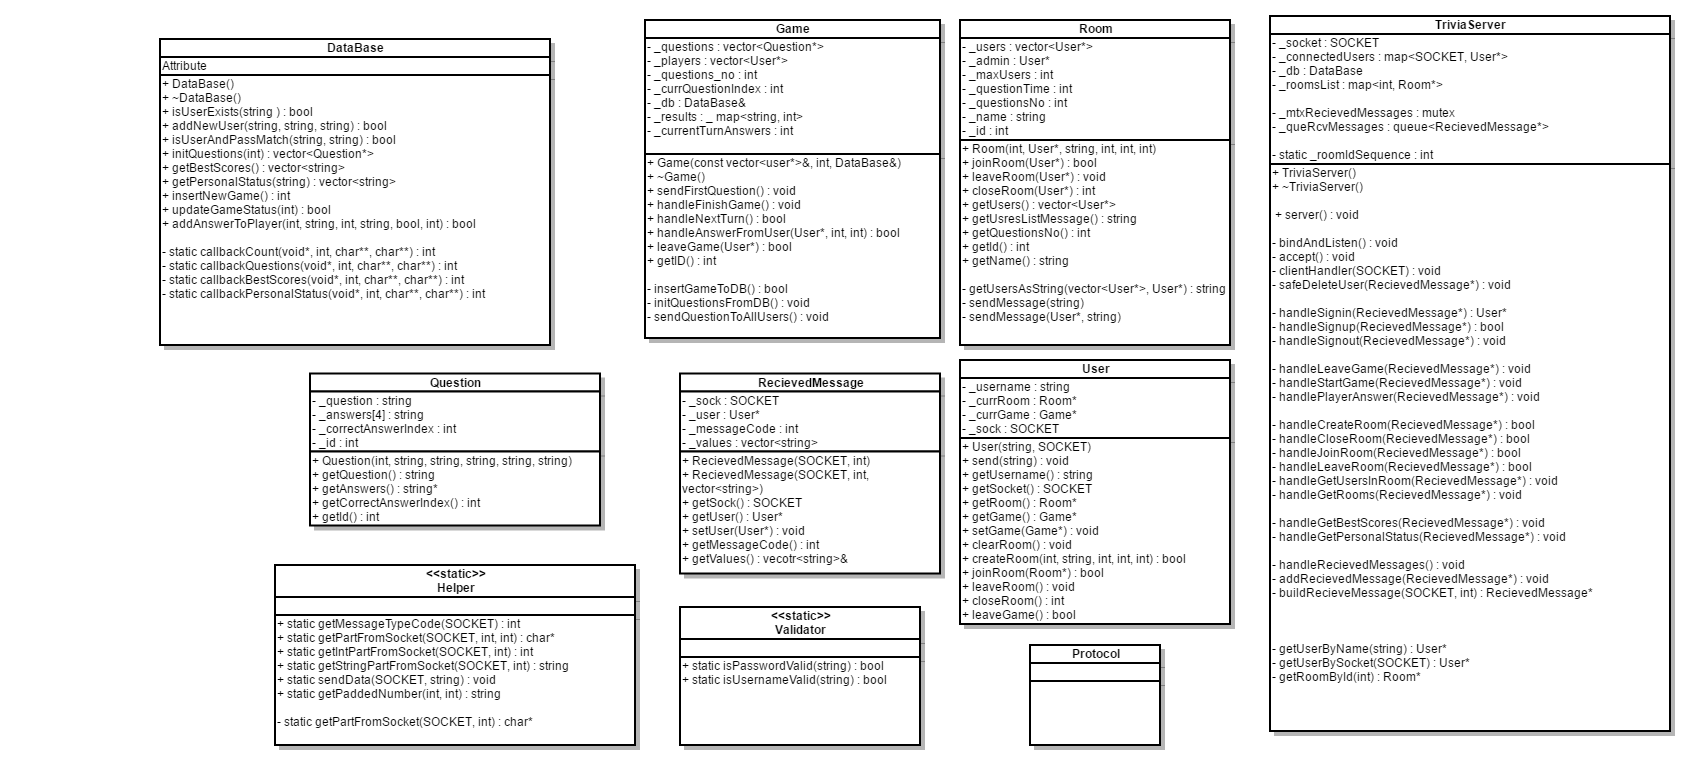 DataBase
Attribute
+ DataBase()
+ ~DataBase()
+ isUserExists(string ) : bool
+ addNewUser(string, string, string) : bool
+ isUserAndPassMatch(string, string) : bool
+ initQuestions(int) : vector<Question*>
+ getBestScores() : vector<string>
+ getPersonalStatus(string) : vector<string>
+ insertNewGame() : int
+ updateGameStatus(int) : bool
+ addAnswerToPlayer(int, string, int, string, bool, int) : bool
- static callbackCount(void*, int, char**, char**) : int
- static callbackQuestions(void*, int, char**, char**) : int
- static callbackBestScores(void*, int, char**, char**) : int
- static callbackPersonalStatus(void*, int, char**, char**) : int
Game
- _questions : vector<Question*>
- _players : vector<User*>
- _questions_no : int
- _currQuestionIndex : int
- _db : DataBase&
- _results : _ map<string, int>
- _currentTurnAnswers : int
+ Game(const vector<user*>&, int, DataBase&)
+ ~Game()
+ sendFirstQuestion() : void
+ handleFinishGame() : void
+ handleNextTurn() : bool
+ handleAnswerFromUser(User*, int, int) : bool
+ leaveGame(User*) : bool
+ getID() : int
- insertGameToDB() : bool
- initQuestionsFromDB() : void
- sendQuestionToAllUsers() : void
Room
- _users : vector<User*>
- _admin : User*
- _maxUsers : int
- _questionTime : int
- _questionsNo : int
- _name : string
- _id : int
+ Room(int, User*, string, int, int, int)
+ joinRoom(User*) : bool
+ leaveRoom(User*) : void
+ closeRoom(User*) : int
+ getUsers() : vector<User*>
+ getUsresListMessage() : string
+ getQuestionsNo() : int
+ getId() : int
+ getName() : string
- getUsersAsString(vector<User*>, User*) : string
- sendMessage(string)
- sendMessage(User*, string)
TriviaServer
- _socket : SOCKET
- _connectedUsers : map<SOCKET, User*>
- _db : DataBase
- _roomsList : map<int, Room*>
- _mtxRecievedMessages : mutex
- _queRcvMessages : queue<RecievedMessage*>
- static _roomIdSequence : int
+ TriviaServer()
+ ~TriviaServer()
+ server() : void
- bindAndListen() : void
- accept() : void
- clientHandler(SOCKET) : void
- safeDeleteUser(RecievedMessage*) : void
- handleSignin(RecievedMessage*) : User*
- handleSignup(RecievedMessage*) : bool
- handleSignout(RecievedMessage*) : void
- handleLeaveGame(RecievedMessage*) : void
- handleStartGame(RecievedMessage*) : void
- handlePlayerAnswer(RecievedMessage*) : void
- handleCreateRoom(RecievedMessage*) : bool
- handleCloseRoom(RecievedMessage*) : bool
- handleJoinRoom(RecievedMessage*) : bool
- handleLeaveRoom(RecievedMessage*) : bool
- handleGetUsersInRoom(RecievedMessage*) : void
- handleGetRooms(RecievedMessage*) : void
- handleGetBestScores(RecievedMessage*) : void
- handleGetPersonalStatus(RecievedMessage*) : void
- handleRecievedMessages() : void
- addRecievedMessage(RecievedMessage*) : void
- buildRecieveMessage(SOCKET, int) : RecievedMessage*
- getUserByName(string) : User*
- getUserBySocket(SOCKET) : User*
- getRoomById(int) : Room*
Question
- _question : string
- _answers[4] : string
- _correctAnswerIndex : int
- _id : int
+ Question(int, string, string, string, string, string)
+ getQuestion() : string
+ getAnswers() : string*
+ getCorrectAnswerIndex() : int
+ getId() : int
RecievedMessage
- _sock : SOCKET
- _user : User*
- _messageCode : int
- _values : vector<string>
+ RecievedMessage(SOCKET, int)
+ RecievedMessage(SOCKET, int,
vector<string>)
+ getSock() : SOCKET
+ getUser() : User*
+ setUser(User*) : void
+ getMessageCode() : int
+ getValues() : vecotr<string>&
User
- _username : string
- _currRoom : Room*
- _currGame : Game*
- _sock : SOCKET
+ User(string, SOCKET)
+ send(string) : void
+ getUsername() : string
+ getSocket() : SOCKET
+ getRoom() : Room*
+ getGame() : Game*
+ setGame(Game*) : void
+ clearRoom() : void
+ createRoom(int, string, int, int, int) : bool
+ joinRoom(Room*) : bool
+ leaveRoom() : void
+ closeRoom() : int
+ leaveGame() : bool
<<static>>
Helper
+ static getMessageTypeCode(SOCKET) : int
+ static getPartFromSocket(SOCKET, int, int) : char*
+ static getIntPartFromSocket(SOCKET, int) : int
+ static getStringPartFromSocket(SOCKET, int) : string
+ static sendData(SOCKET, string) : void
+ static getPaddedNumber(int, int) : string
- static getPartFromSocket(SOCKET, int) : char*
<<static>>
Validator
+ static isPasswordValid(string) : bool
+ static isUsernameValid(string) : bool
Protocol